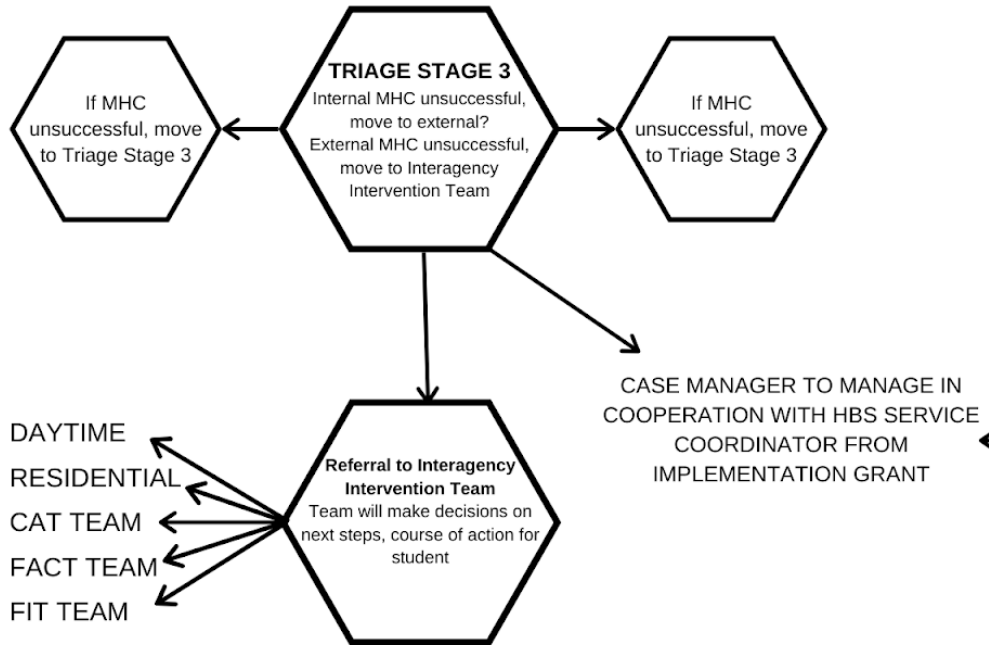 If MHC
unsuccessful, move
to Triage Stage 3
TRIAGE STAGE 3
Internal MHC unsuccessful,
move to external?
External MHC unsuccessful,
move to Interagency
Intervention Team
If MHC
unsuccessful, move
to Triage Stage 3
CASE MANAGER TO MANAGE IN
COOPERATION WITH HBS SERVICE
COORDINATOR FROM
IMPLEMENTATION GRANT
Referral to Interagency
Intervention Team
Team will make decisions on
next steps, course of action for
student
DAYTIME
RESIDENTIAL
CAT TEAM
FACT TEAM
FIT TEAM